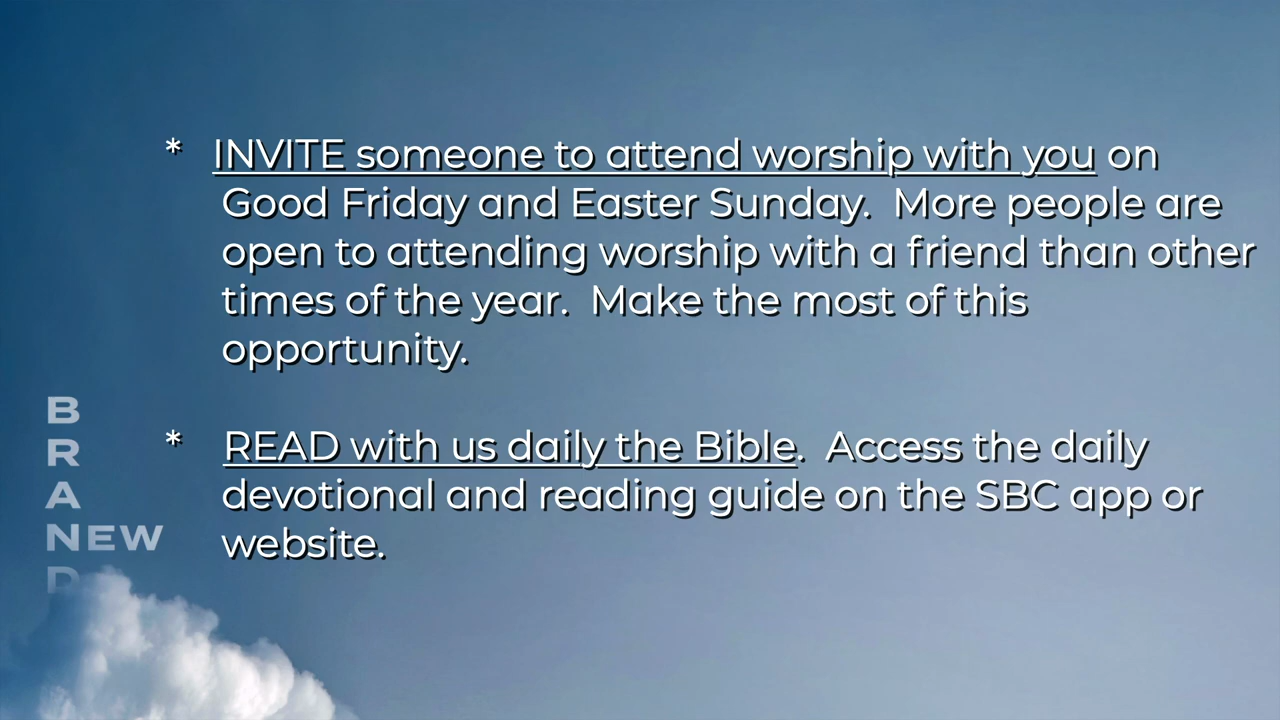 * INVITE someone to attend worship with you on
Good Friday and Easter Sunday. More people are
open to attending worship with a friend than other
times of the year. Make the most of this
opportunity.
* READ with us daily the Bible. Access the daily
devotional and reading guide on the SBC app or
website.
B
R
A
NEW
D